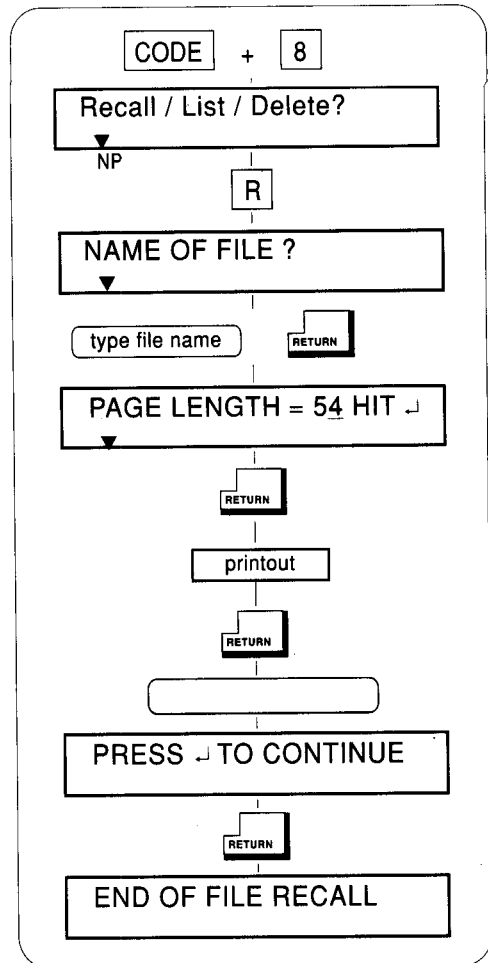 CODE + 8
Recall / List / Delete?
NP
R
NAME OF FILE ?
type file name RETURN
PAGE LENGTH = 54 HIT ↵
RETURN
printout
RETURN
PRESS ↵ TO CONTINUE
RETURN
END OF FILE RECALL